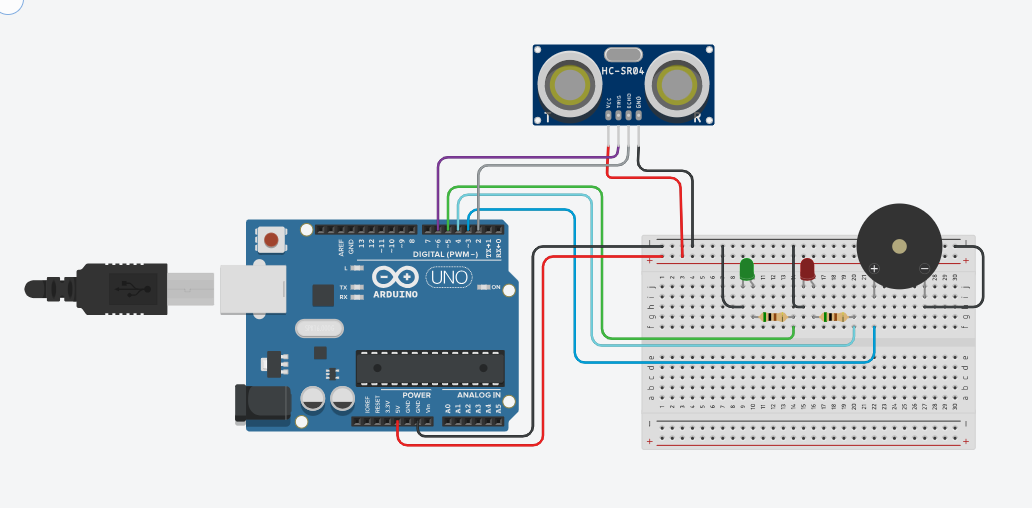 HC-SR04
VCC
TRIG
ECHO
GND
T
R
AREF
GND
13
12
~11
~10
~9
8
7
~6
~5
4
~3
2
TX→1
RX←0
DIGITAL (PWM~)
L
TX
RX
ARDUINO
UNO
ON
POWER
ANALOG IN
IOREF
RESET
3.3V
5V
GND
GND
Vin
A0
A1
A2
A3
A4
A5
+ −